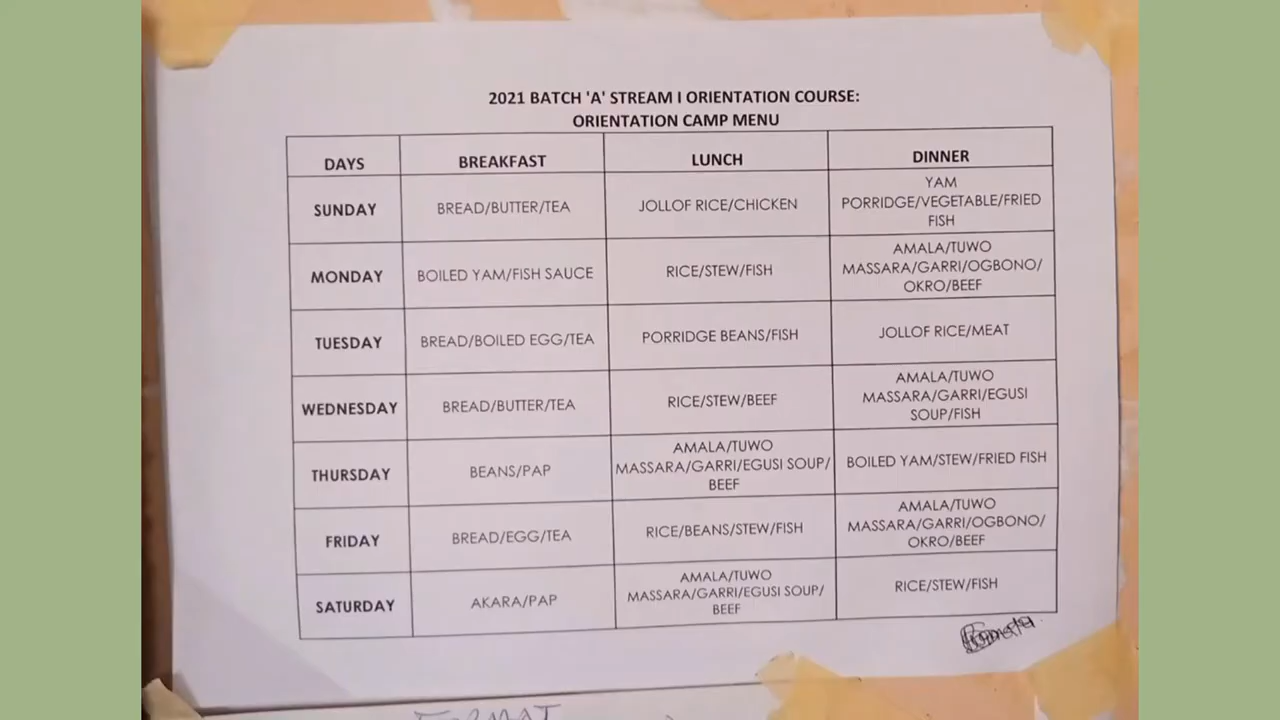 2021 BATCH 'A' STREAM I ORIENTATION COURSE:
ORIENTATION CAMP MENU
DAYS BREAKFAST LUNCH DINNER
SUNDAY BREAD/BUTTER/TEA JOLLOF RICE/CHICKEN YAM
PORRIDGE/VEGETABLE/FRIED
FISH
MONDAY BOILED YAM/FISH SAUCE RICE/STEW/FISH AMALA/TUWO
MASSARA/GARRI/OGBONO/
OKRO/BEEF
TUESDAY BREAD/BOILED EGG/TEA PORRIDGE BEANS/FISH JOLLOF RICE/MEAT
WEDNESDAY BREAD/BUTTER/TEA RICE/STEW/BEEF AMALA/TUWO
MASSARA/GARRI/EGUSI
SOUP/FISH
THURSDAY BEANS/PAP AMALA/TUWO
MASSARA/GARRI/EGUSI SOUP/
BEEF
BOILED YAM/STEW/FRIED FISH
FRIDAY BREAD/EGG/TEA RICE/BEANS/STEW/FISH AMALA/TUWO
MASSARA/GARRI/OGBONO/
OKRO/BEEF
SATURDAY AKARA/PAP AMALA/TUWO
MASSARA/GARRI/EGUSI SOUP/
BEEF
RICE/STEW/FISH
FORMAT